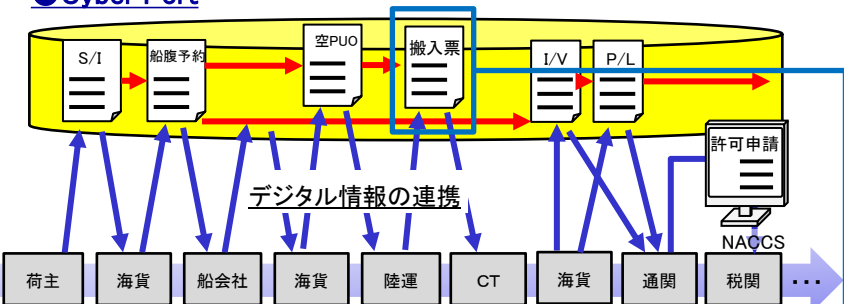 ●Cyber Port
S/I
船腹予約
空PUO
搬入票
I/V
P/L
許可申請
デジタル情報の連携
NACCS
荷主
海貨
船会社
海貨
陸運
CT
海貨
通関
税関
・・・